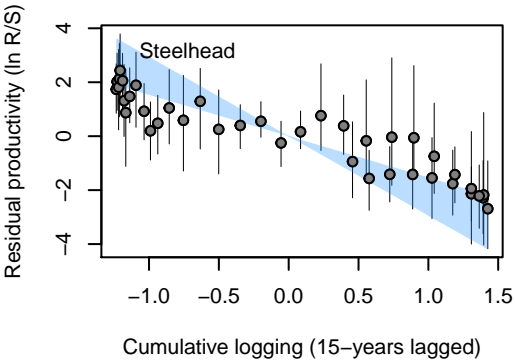 Residual productivity (ln R/S)
4
2
0
−2
−4
Steelhead
−1.0 −0.5 0.0 0.5 1.0 1.5
Cumulative logging (15−years lagged)